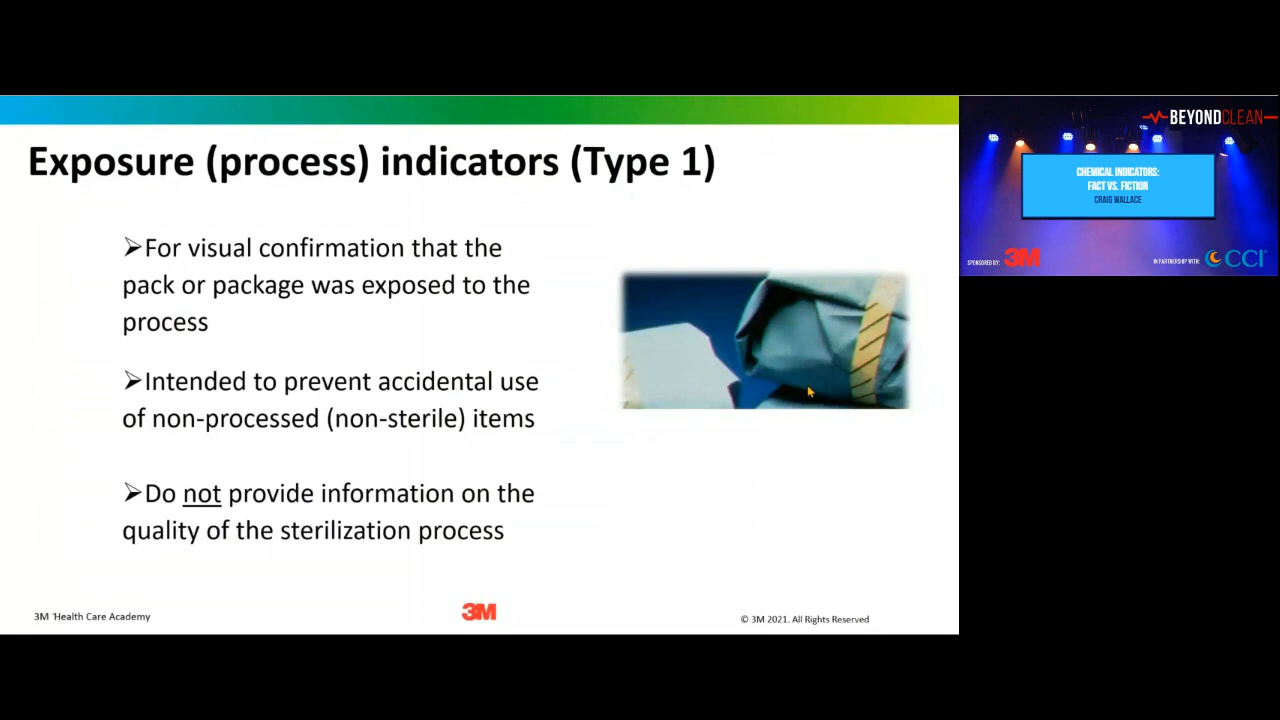 Exposure (process) indicators (Type 1)
➢For visual confirmation that the
pack or package was exposed to the
process
➢Intended to prevent accidental use
of non-processed (non-sterile) items
➢Do not provide information on the
quality of the sterilization process
3M Health Care Academy
3M
© 3M 2021. All Rights Reserved
BEYONDCLEAN
CHEMICAL INDICATORS:
FACT VS. FICTION
CRAIG WALLACE
SPONSORED BY: 3M
IN PARTNERSHIP WITH: CCI